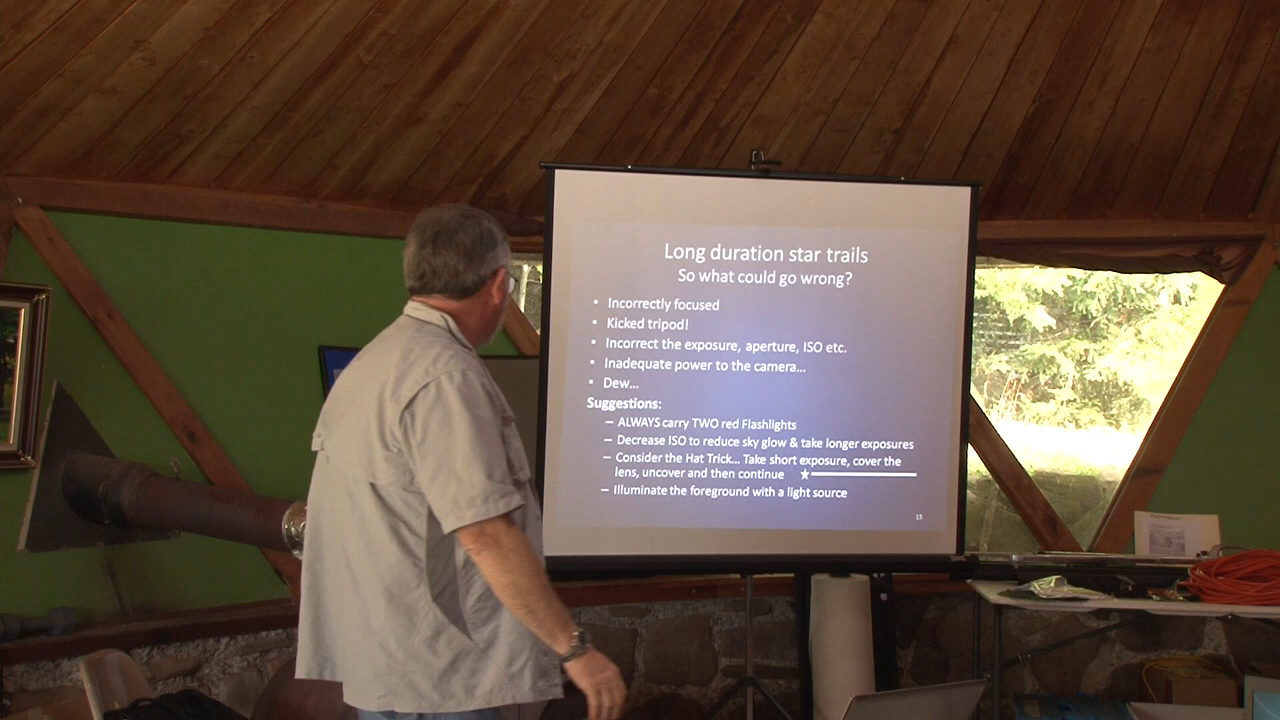 Long duration star trails
So what could go wrong?
• Incorrectly focused
• Kicked tripod!
• Incorrect the exposure, aperture, ISO etc.
• Inadequate power to the camera...
• Dew...
Suggestions:
– ALWAYS carry TWO red Flashlights
– Decrease ISO to reduce sky glow & take longer exposures
– Consider the Hat Trick... Take short exposure, cover the
lens, uncover and then continue
– Illuminate the foreground with a light source
15